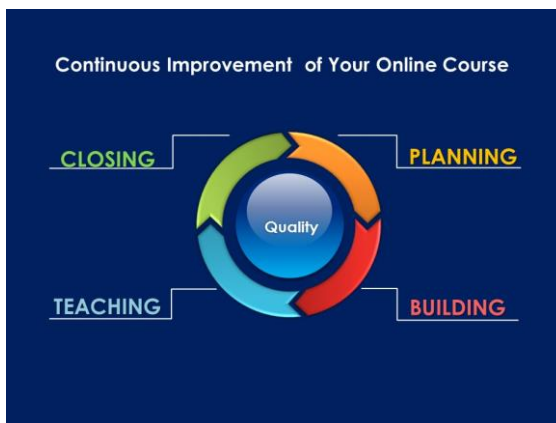 Continuous Improvement of Your Online Course
CLOSING
PLANNING
Quality
TEACHING
BUILDING